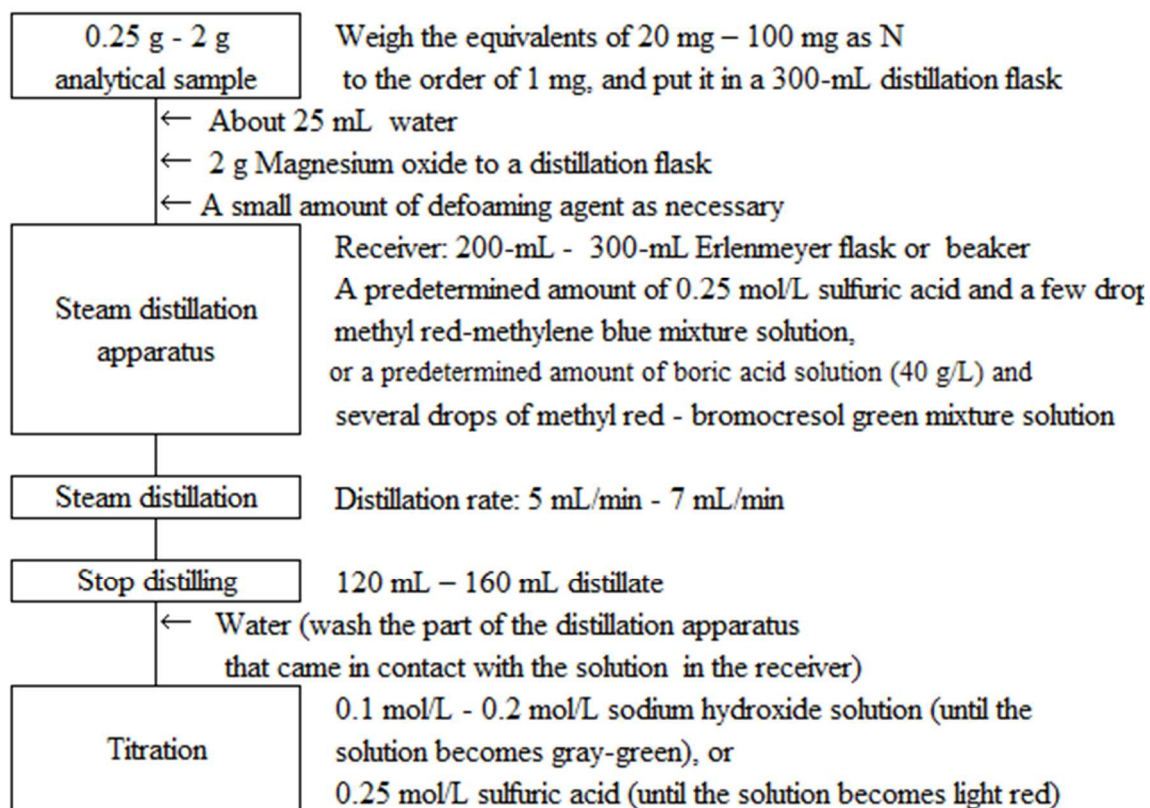 0.25 g - 2 g
analytical sample
Weigh the equivalents of 20 mg – 100 mg as N
to the order of 1 mg, and put it in a 300-mL distillation flask
← About 25 mL water
← 2 g Magnesium oxide to a distillation flask
← A small amount of defoaming agent as necessary
Steam distillation
apparatus
Receiver: 200-mL - 300-mL Erlenmeyer flask or beaker
A predetermined amount of 0.25 mol/L sulfuric acid and a few drop
methyl red-methylene blue mixture solution,
or a predetermined amount of boric acid solution (40 g/L) and
several drops of methyl red - bromocresol green mixture solution
Steam distillation
Distillation rate: 5 mL/min - 7 mL/min
Stop distilling
120 mL – 160 mL distillate
← Water (wash the part of the distillation apparatus
that came in contact with the solution in the receiver)
Titration
0.1 mol/L - 0.2 mol/L sodium hydroxide solution (until the
solution becomes gray-green), or
0.25 mol/L sulfuric acid (until the solution becomes light red)